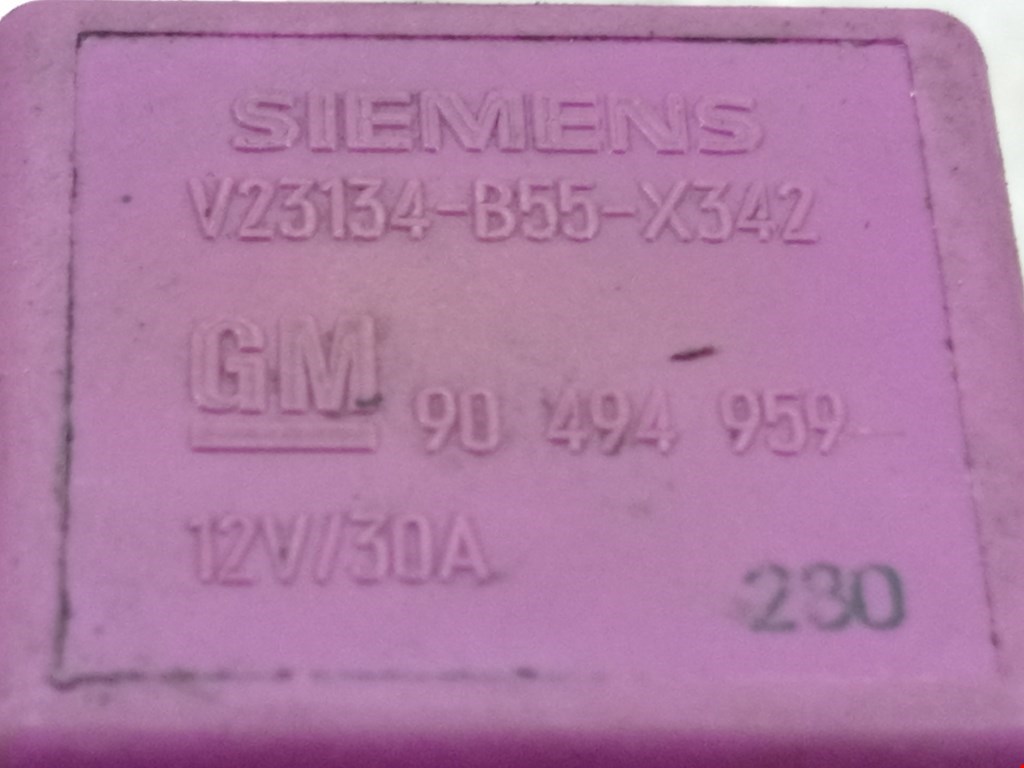 SIEMENS
V23134-B55-X342
GM 90 494 959
12V/30A
230